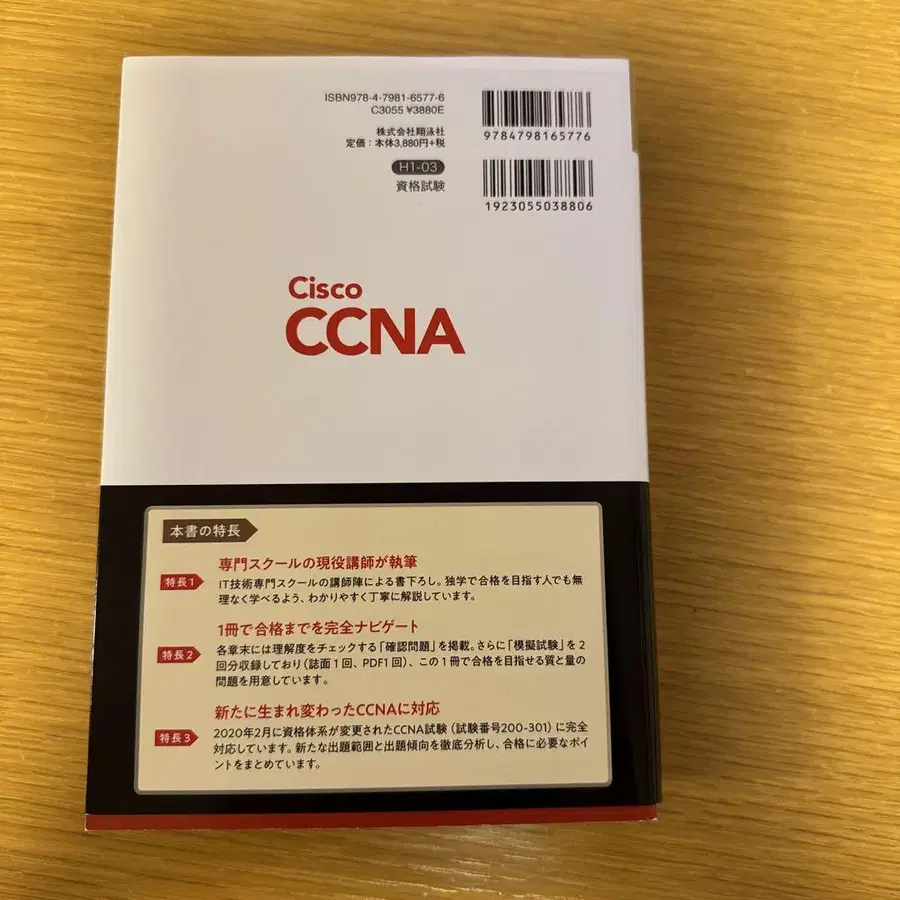 ISBN978-4-7981-6577-6
C3055 ¥3880E
株式会社翔泳社
定価:本体3,880円+税
H1-03
資格試験
9784798165776
1923055038806
Cisco
CCNA
本書の特長
特長1
専門スクールの現役講師が執筆
IT技術専門スクールの講師陣による書下ろし。独学で合格を目指す人でも無
理なく学べるよう、わかりやすく丁寧に解説しています。
特長2
1冊で合格までを完全ナビゲート
各章末には理解度をチェックする「確認問題」を掲載。さらに「模擬試験」を2
回分収録しており(誌面1回、PDF1回)、この1冊で合格を目指せる質と量の
問題を用意しています。
特長3
新たに生まれ変わったCCNAに対応
2020年2月に資格体系が変更されたCCNA試験(試験番号200-301)に完全
対応しています。新たな出題範囲と出題傾向を徹底分析し、合格に必要なポイ
ントをまとめています。